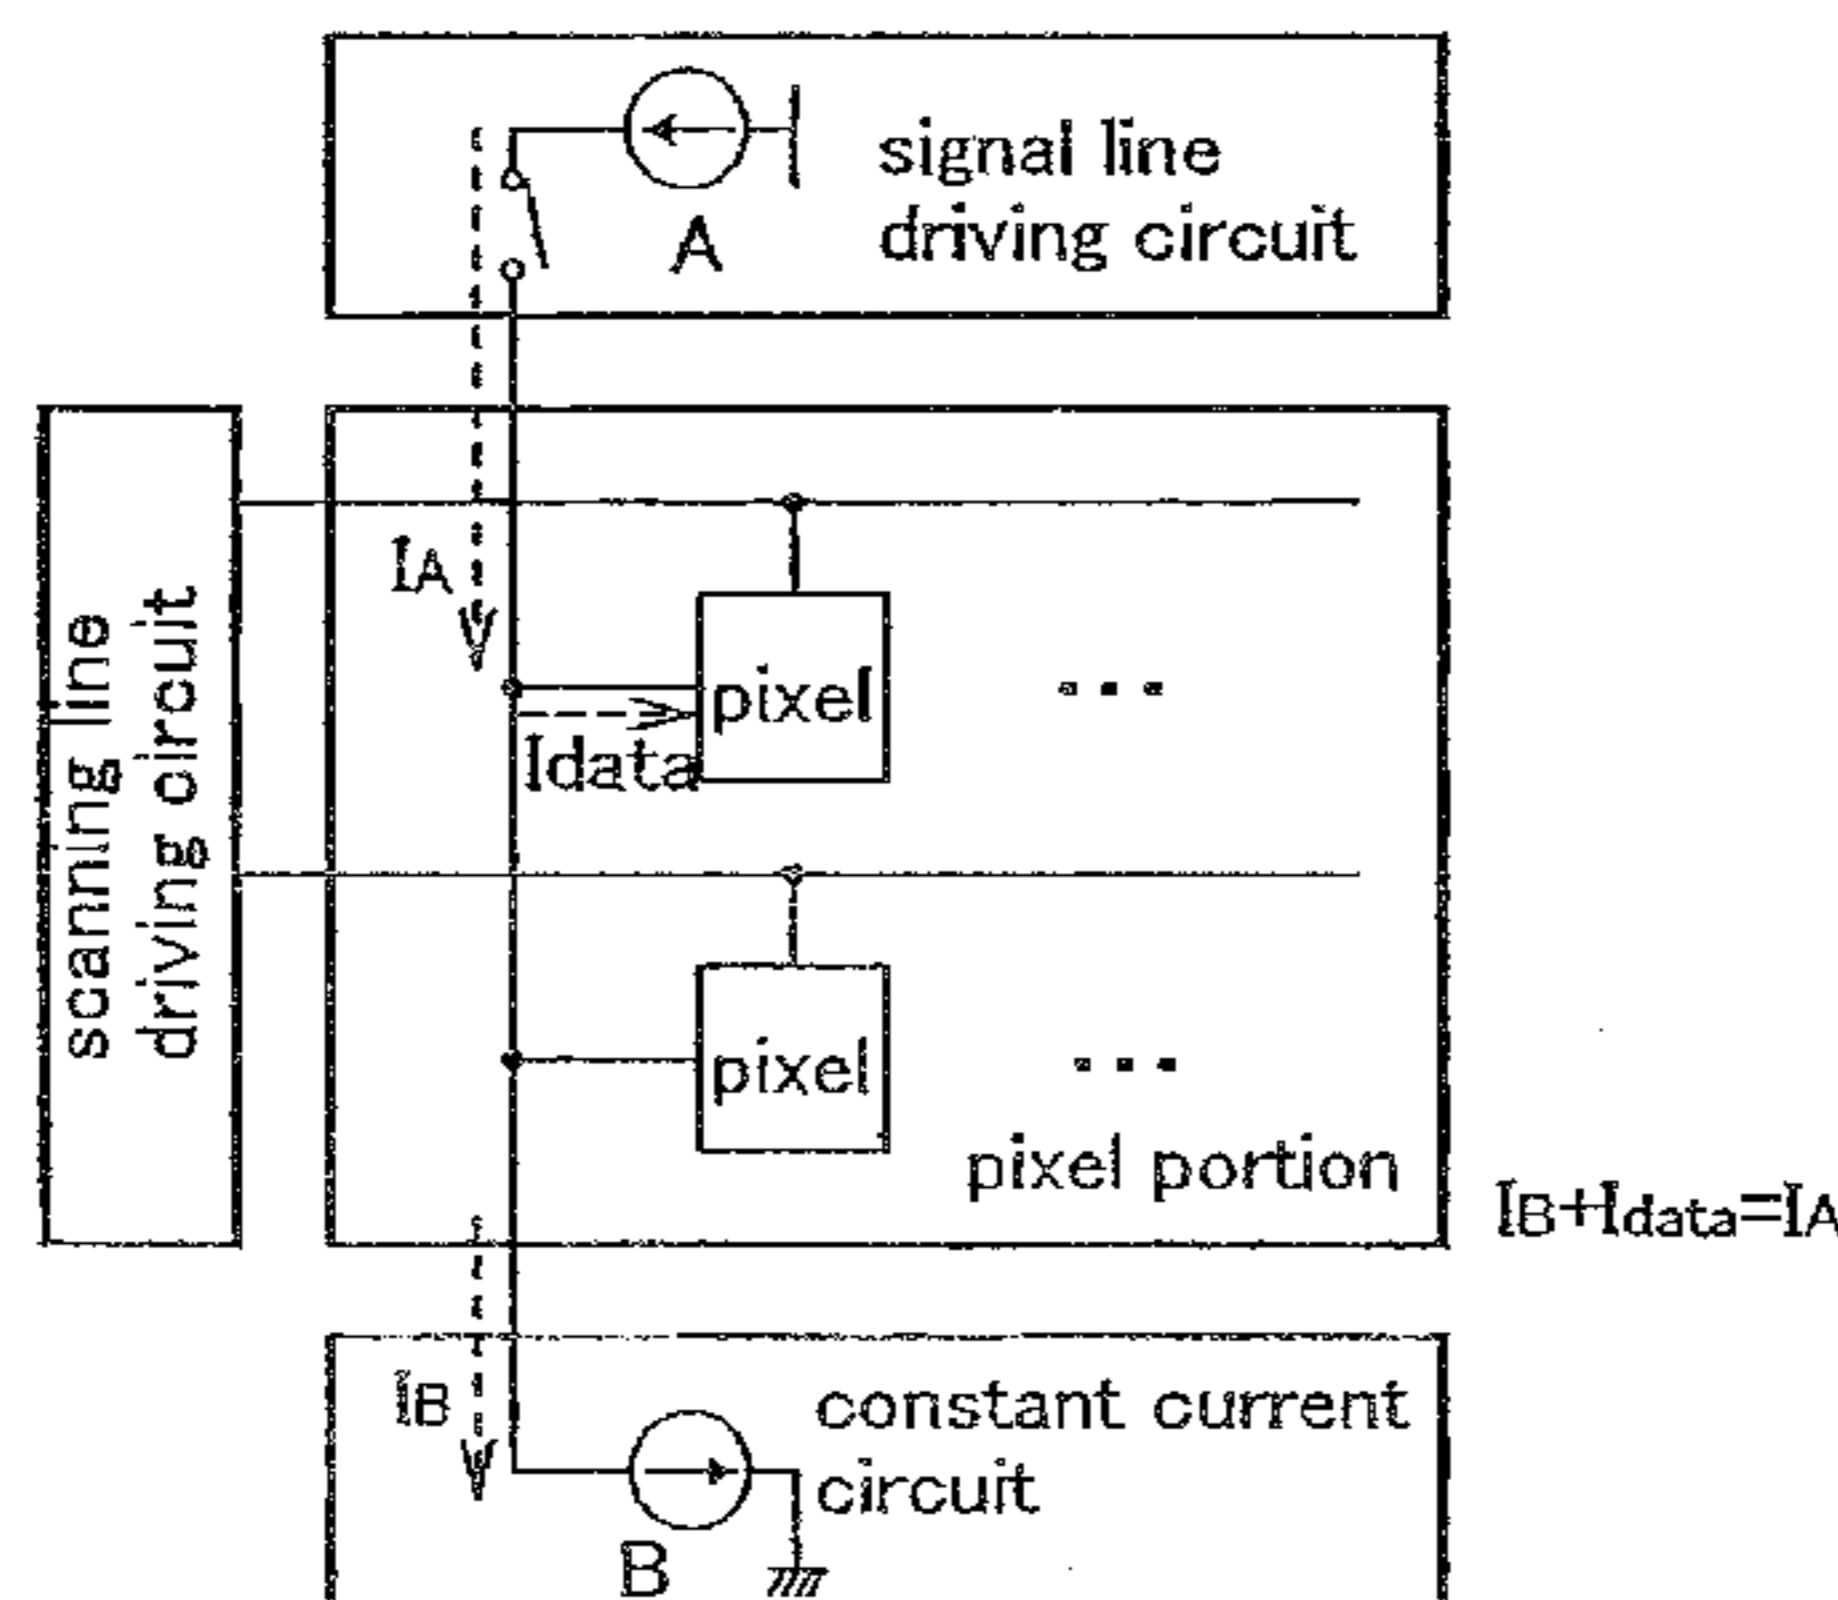 signal line
driving circuit
A
scanning line
driving circuit
IA
pixel
Idata
pixel
pixel portion
IB+Idata=IA
IB
constant current
circuit
B